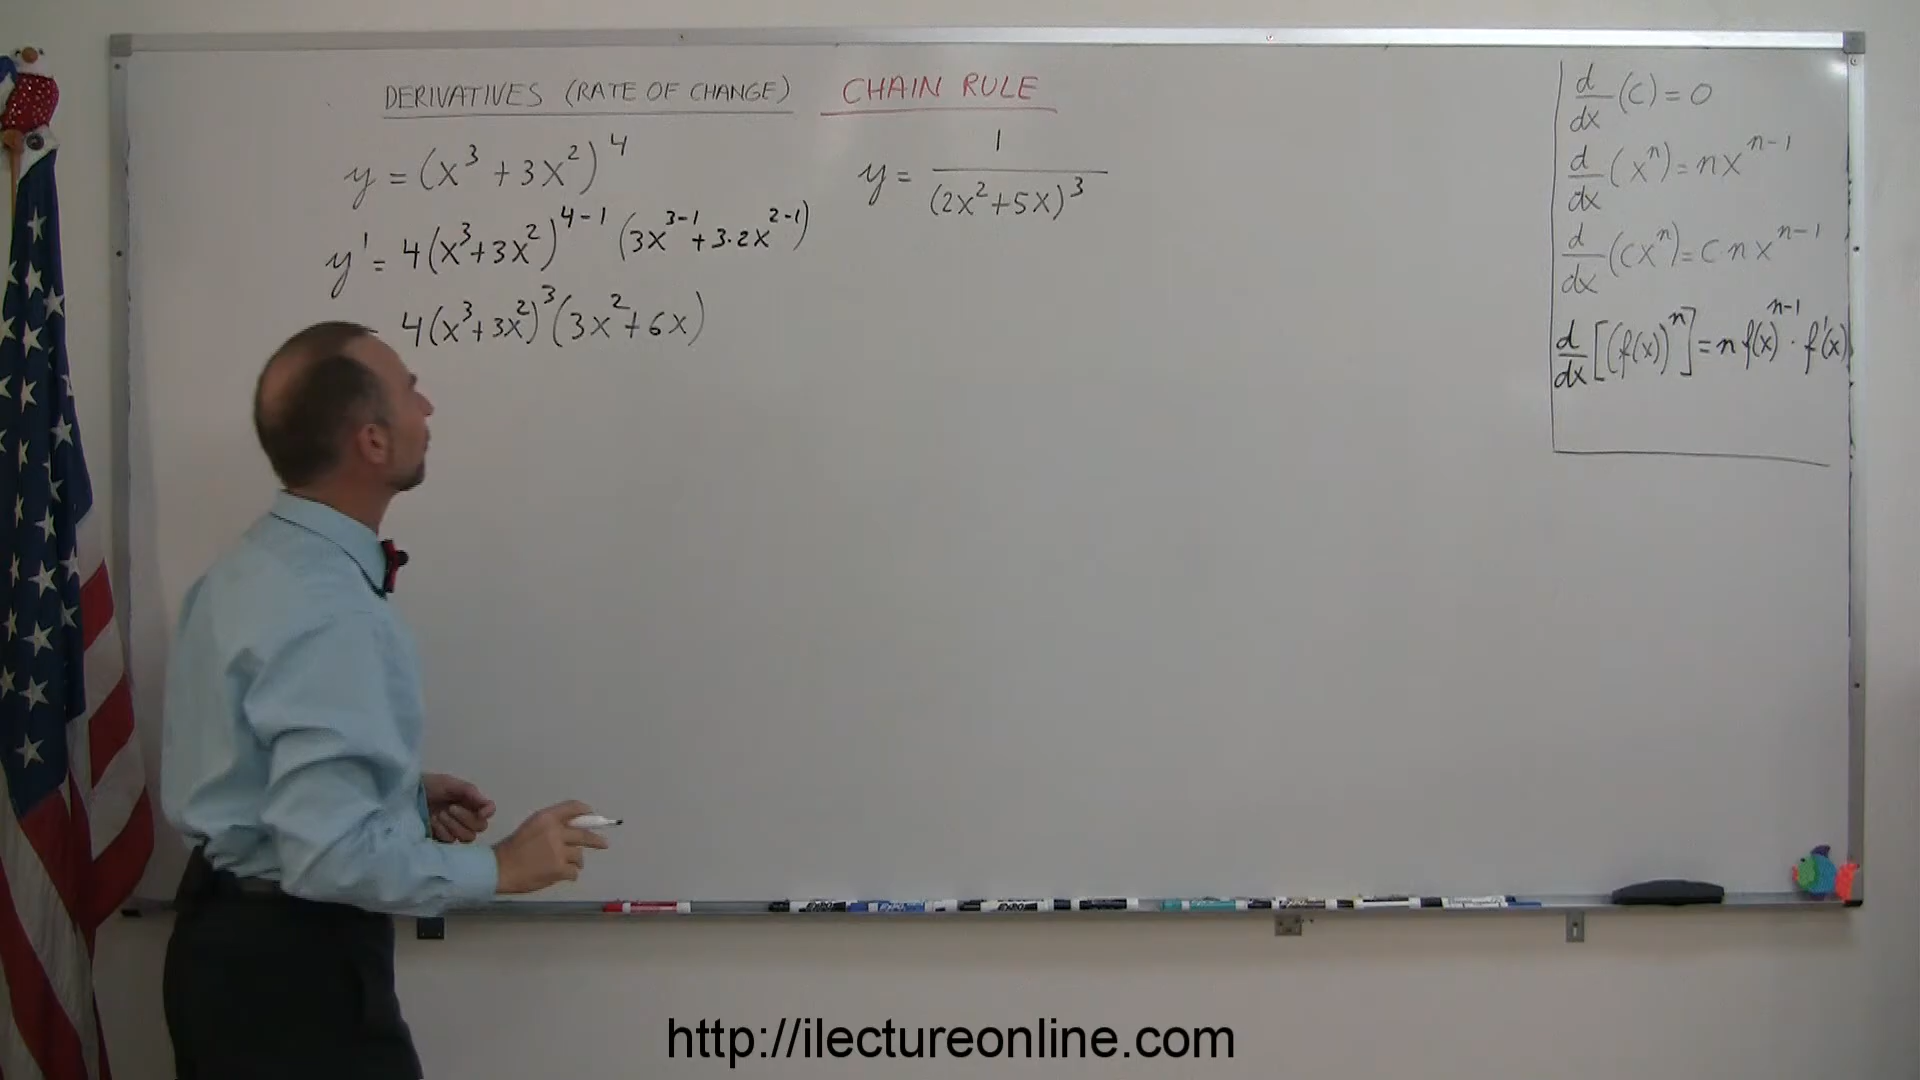 DERIVATIVES (RATE OF CHANGE) CHAIN RULE
y = (x³ + 3x²)⁴
y' = 4(x³+3x²)⁴⁻¹ (3x³⁻¹+3·2x²⁻¹)
4(x³+3x²)³(3x²+6x)
y = 1/(2x²+5x)³
d/dx (c) = 0
d/dx (xⁿ) = nxⁿ⁻¹
d/dx (cxⁿ) = c·nxⁿ⁻¹
d/dx [(f(x))ⁿ] = n f(x)ⁿ⁻¹ · f'(x)
http://ilectureonline.com